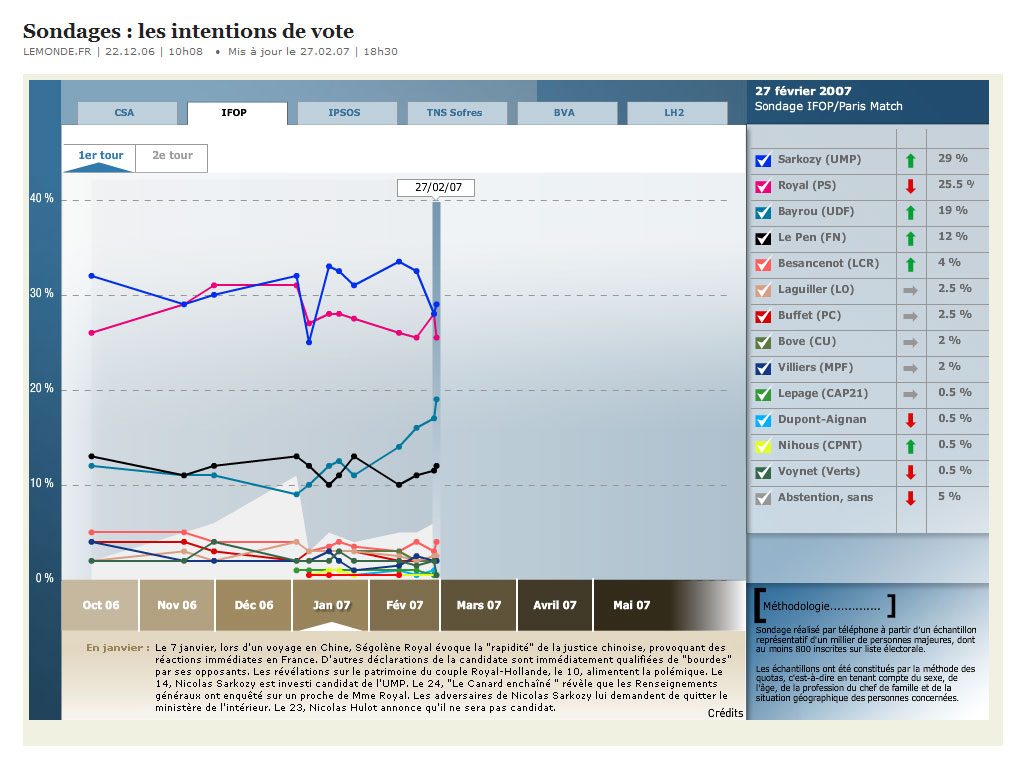 Sondages : les intentions de vote
LEMONDE.FR | 22.12.06 | 10h08 • Mis à jour le 27.02.07 | 18h30
CSA
IFOP
IPSOS
TNS Sofres
BVA
LH2
27 février 2007
Sondage IFOP/Paris Match
1er tour
2e tour
27/02/07
40 %
30 %
20 %
10 %
0 %
Sarkozy (UMP) 29 %
Royal (PS) 25.5 %
Bayrou (UDF) 19 %
Le Pen (FN) 12 %
Besancenot (LCR) 4 %
Laguiller (LO) 2.5 %
Buffet (PC) 2.5 %
Bove (CU) 2 %
Villiers (MPF) 2 %
Lepage (CAP21) 0.5 %
Dupont-Aignan 0.5 %
Nihous (CPNT) 0.5 %
Voynet (Verts) 0.5 %
Abstention, sans 5 %
Oct 06
Nov 06
Déc 06
Jan 07
Fév 07
Mars 07
Avril 07
Mai 07
En janvier : Le 7 janvier, lors d'un voyage en Chine, Ségolène Royal évoque la "rapidité" de la justice chinoise, provoquant des
réactions immédiates en France. D'autres déclarations de la candidate sont immédiatement qualifiées de "bourdes"
par ses opposants. Les révélations sur le patrimoine du couple Royal-Hollande, le 10, alimentent la polémique. Le
14, Nicolas Sarkozy est investi candidat de l'UMP. Le 24, "Le Canard enchaîné " révèle que les Renseignements
généraux ont enquêté sur un proche de Mme Royal. Les adversaires de Nicolas Sarkozy lui demandent de quitter le
ministère de l'intérieur. Le 23, Nicolas Hulot annonce qu'il ne sera pas candidat.
Crédits
[Méthodologie.............. ]
Sondage réalisé par téléphone à partir d'un échantillon
représentatif d'un millier de personnes majeures, dont
au moins 800 inscrites sur liste électorale.
Les échantillons ont été constitués par la méthode des
quotas, c'est-à-dire en tenant compte du sexe, de
l'âge, de la profession du chef de famille et de la
situation géographique des personnes concernées.